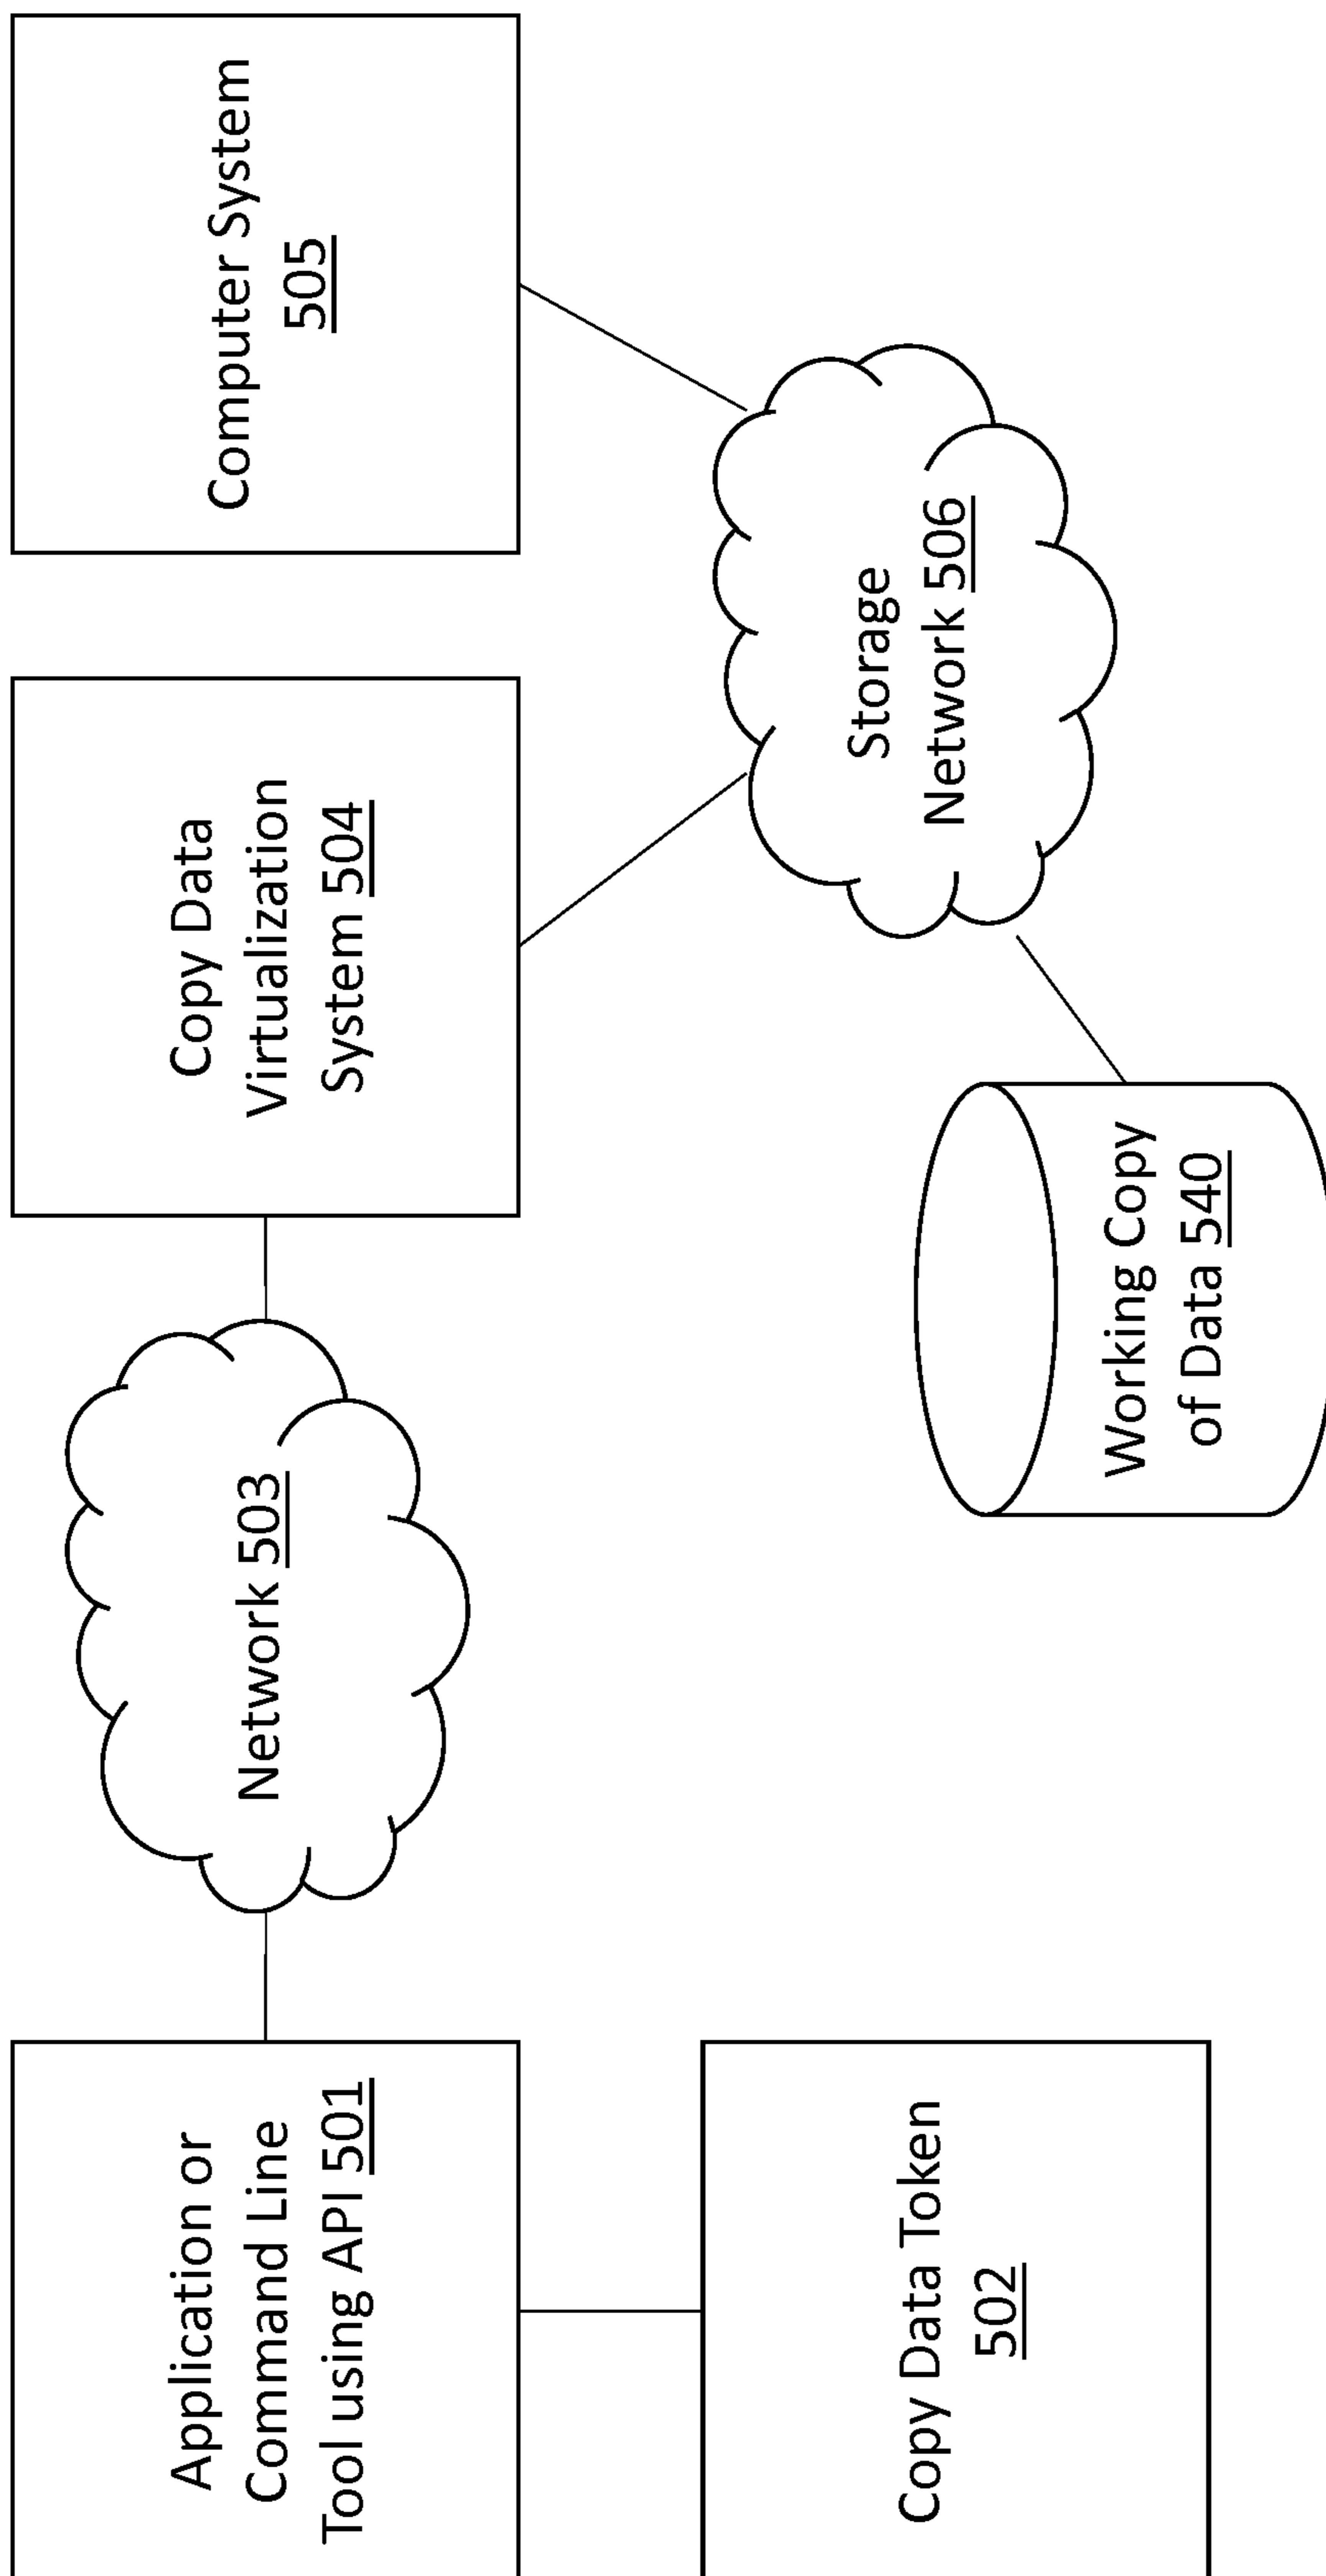 Application or
Command Line
Tool using API 501
Network 503
Copy Data
Virtualization
System 504
Computer System
505
Copy Data Token
502
Working Copy
of Data 540
Storage
Network 506